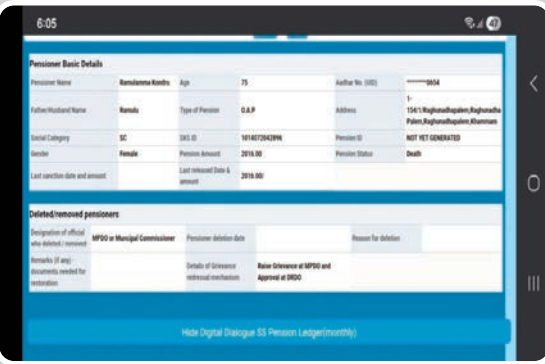 6:05
47
Pensioner Basic Details
Pensioner Name Ramulamma Kondru Age 75 Aadhar No. (UID) ********0654
Father/Husband Name Ramulu Type of Pension O.A.P Address 1-
154/1/Raghunadhapalem,Raghunadha
Palem,Raghunadhapalem,Khammam
Social Category SC SKS ID Pension ID NOT YET GENERATED
Gender Female Pension Amount 2016.00 Pension Status Death
Last sanction date and amount Last released Date &
amount 2016.00/
Deleted/removed pensioners
Designation of official
who deleted / removed MPDO or Muncipal Commissioner Pensioner deletion date Reason for deletion
Remarks (if any) -
documents needed for
restoration Details of Grievance
redressal mechanism Raise Grievance at MPDO and
Approval at DRDO
Hide Digital Dialogue SS Pension Ledger(monthly)